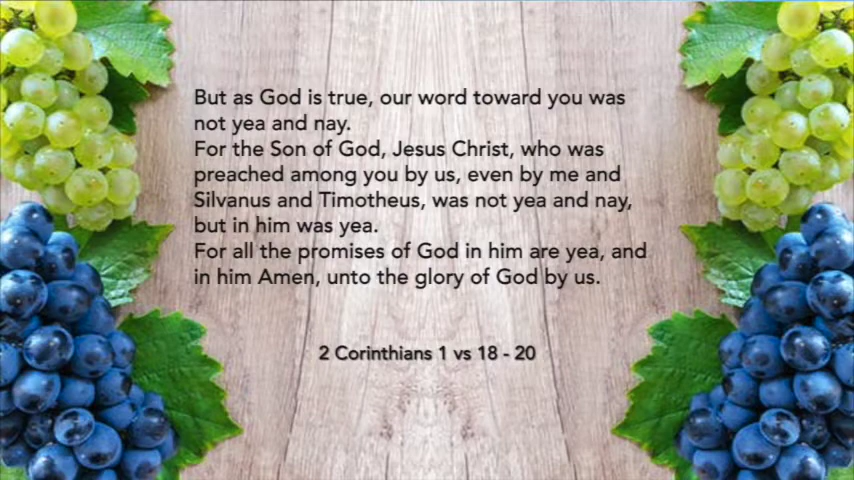 But as God is true, our word toward you was
not yea and nay.
For the Son of God, Jesus Christ, who was
preached among you by us, even by me and
Silvanus and Timotheus, was not yea and nay,
but in him was yea.
For all the promises of God in him are yea, and
in him Amen, unto the glory of God by us.
2 Corinthians 1 vs 18 - 20